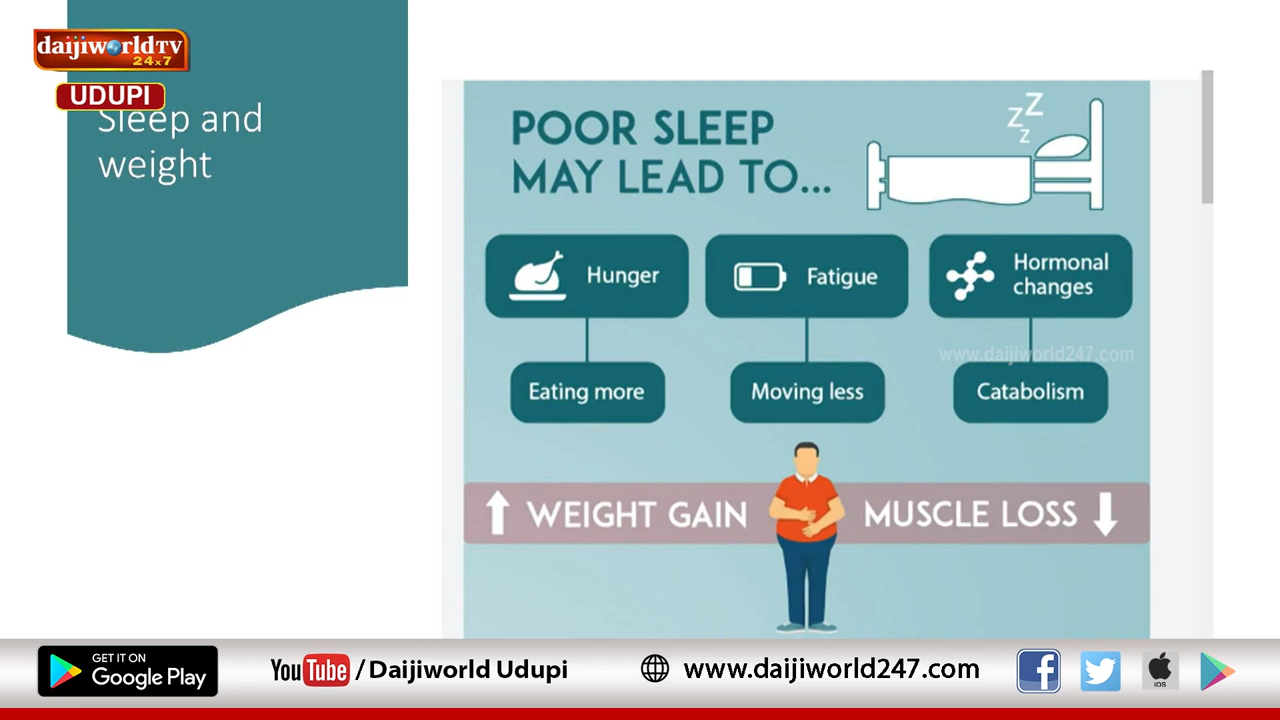 daijiworldTV
24x7
UDUPI
Sleep and
weight
POOR SLEEP
MAY LEAD TO...
z Z
z
Hunger
Fatigue
Hormonal
changes
www.daijiworld247.com
Eating more
Moving less
Catabolism
WEIGHT GAIN
MUSCLE LOSS
GET IT ON
Google Play
YouTube / Daijiworld Udupi
www.daijiworld247.com
f
iOS